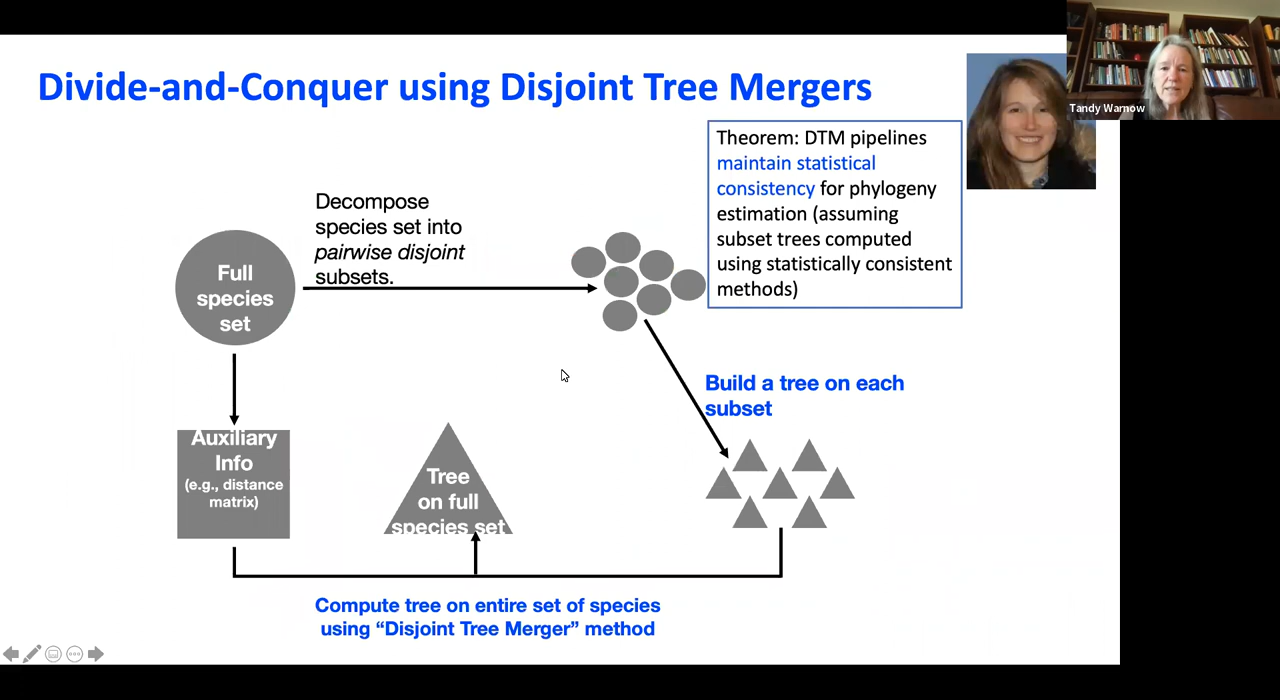 Divide-and-Conquer using Disjoint Tree Mergers
Tandy Warnow
Theorem: DTM pipelines
maintain statistical
consistency for phylogeny
estimation (assuming
subset trees computed
using statistically consistent
methods)
Decompose
species set into
pairwise disjoint
subsets.
Full
species
set
Build a tree on each
subset
Auxiliary
Info
(e.g., distance
matrix)
Tree
on full
species set
Compute tree on entire set of species
using “Disjoint Tree Merger” method